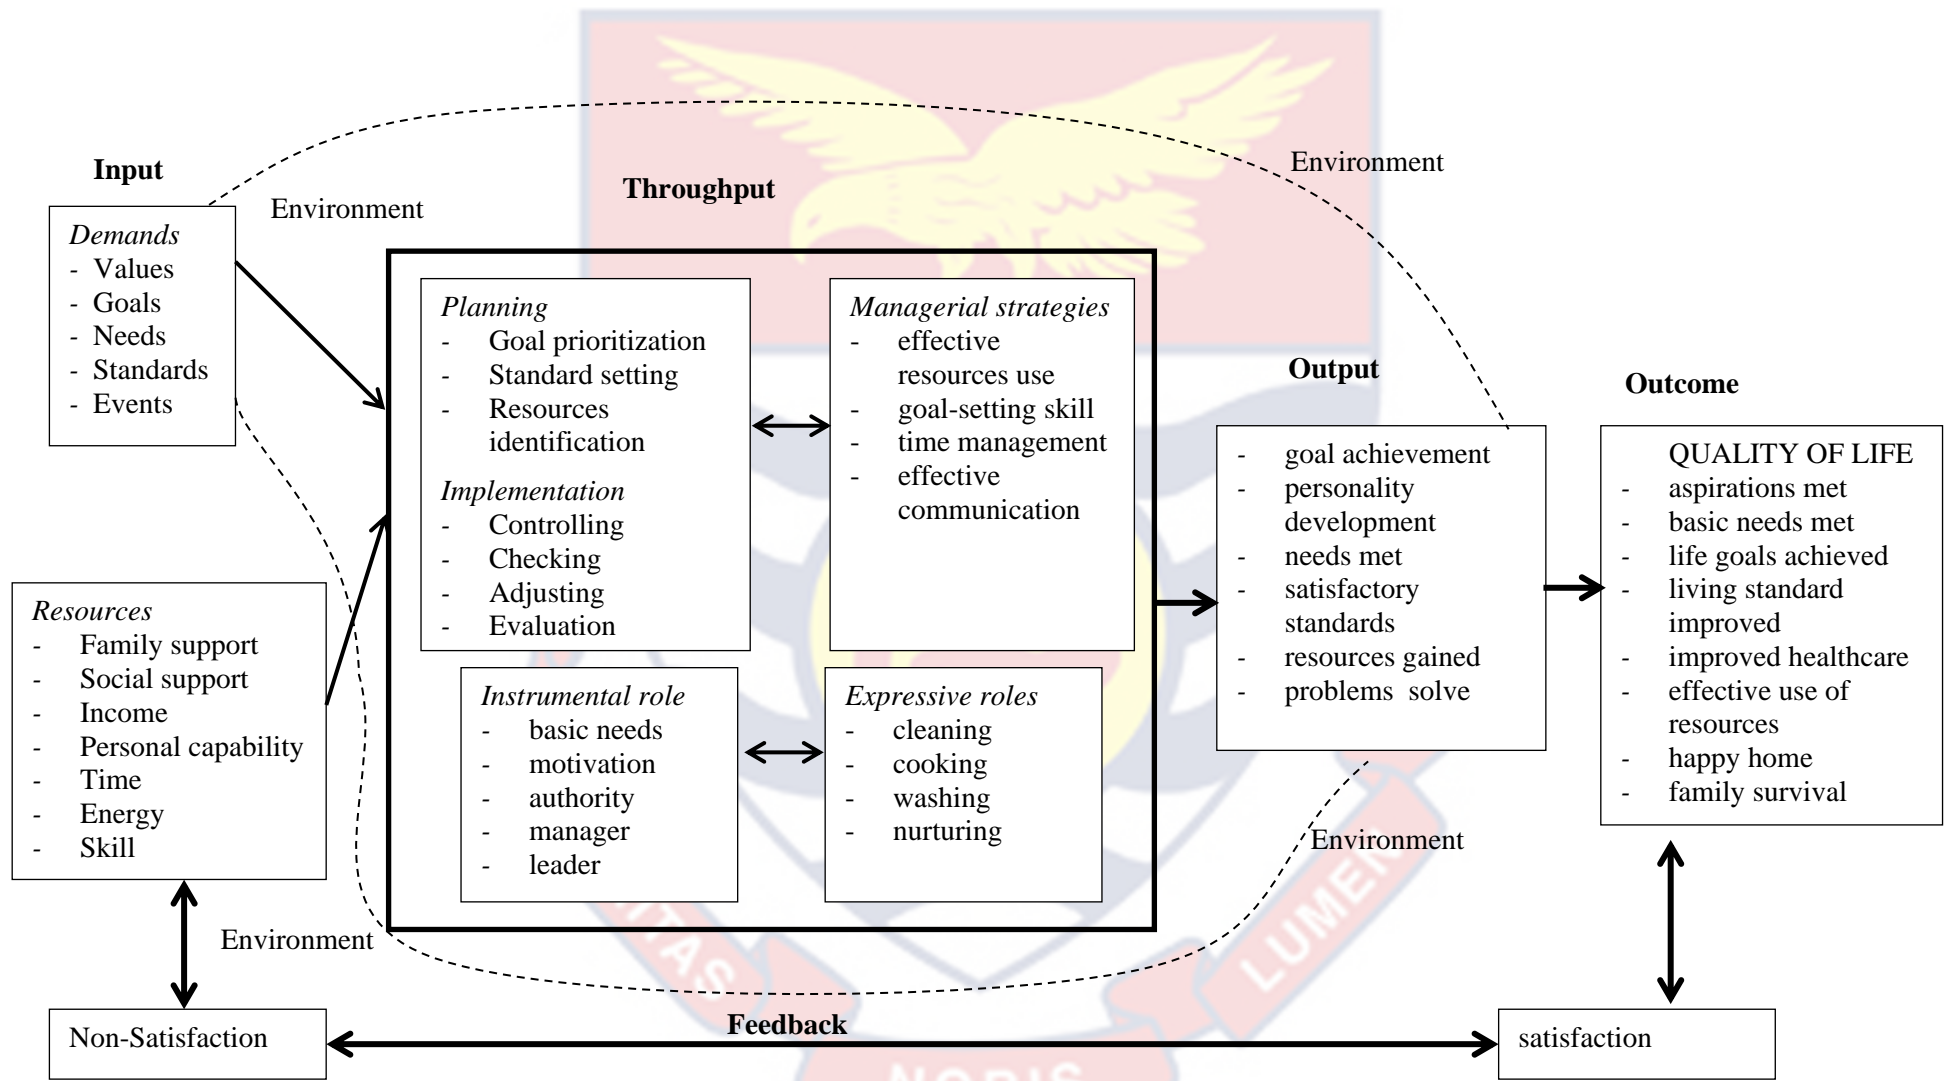 Input
Demands
- Values
- Goals
- Needs
- Standards
- Events
Environment
Resources
- Family support
- Social support
- Income
- Personal capability
- Time
- Energy
- Skill
Environment
Non-Satisfaction
Throughput
Planning
- Goal prioritization
- Standard setting
- Resources
identification
Implementation
- Controlling
- Checking
- Adjusting
- Evaluation
Managerial strategies
- effective
resources use
- goal-setting skill
- time management
- effective
communication
Instrumental role
- basic needs
- motivation
- authority
- manager
- leader
Expressive roles
- cleaning
- cooking
- washing
- nurturing
Environment
Output
- goal achievement
- personality
development
- needs met
- satisfactory
standards
- resources gained
- problems  solve
Environment
Outcome
QUALITY OF LIFE
- aspirations met
- basic needs met
- life goals achieved
- living standard
improved
- improved healthcare
- effective use of
resources
- happy home
- family survival
Feedback
satisfaction
LUMEN